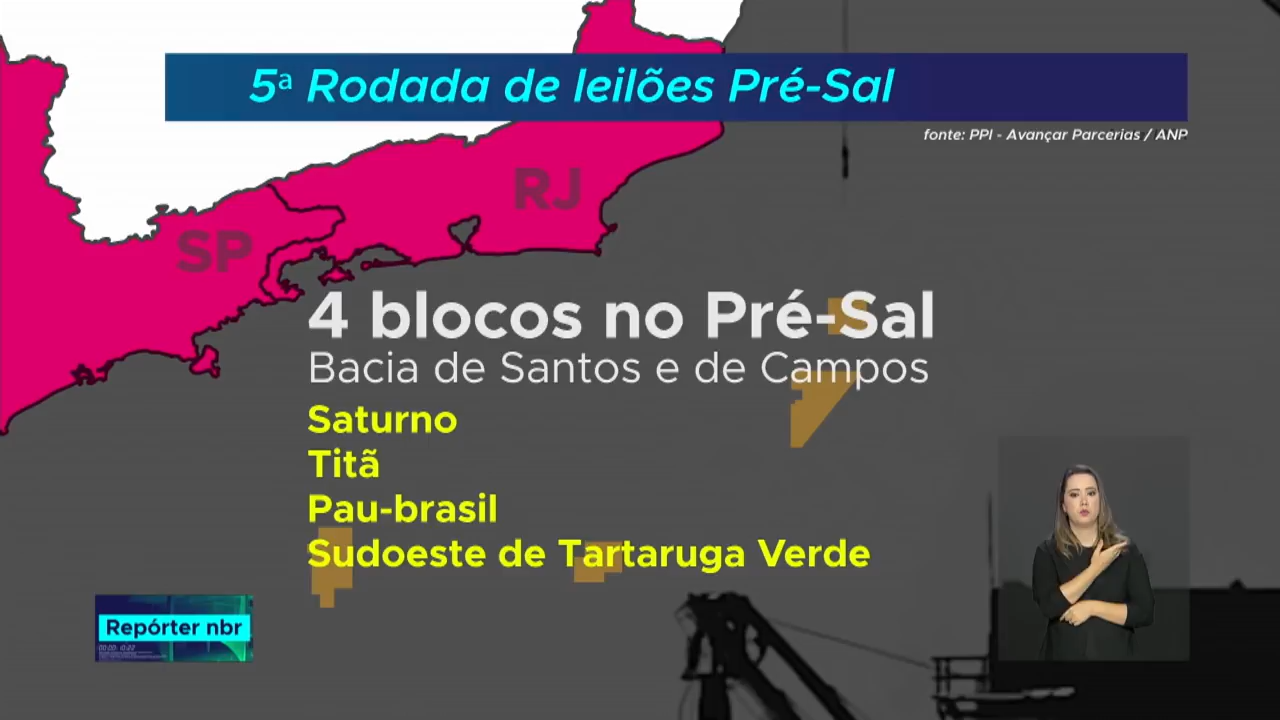 5ª Rodada de leilões Pré-Sal
fonte: PPI - Avançar Parcerias / ANP
RJ
SP
4 blocos no Pré-Sal
Bacia de Santos e de Campos
Saturno
Titã
Pau-brasil
Sudoeste de Tartaruga Verde
Repórter nbr